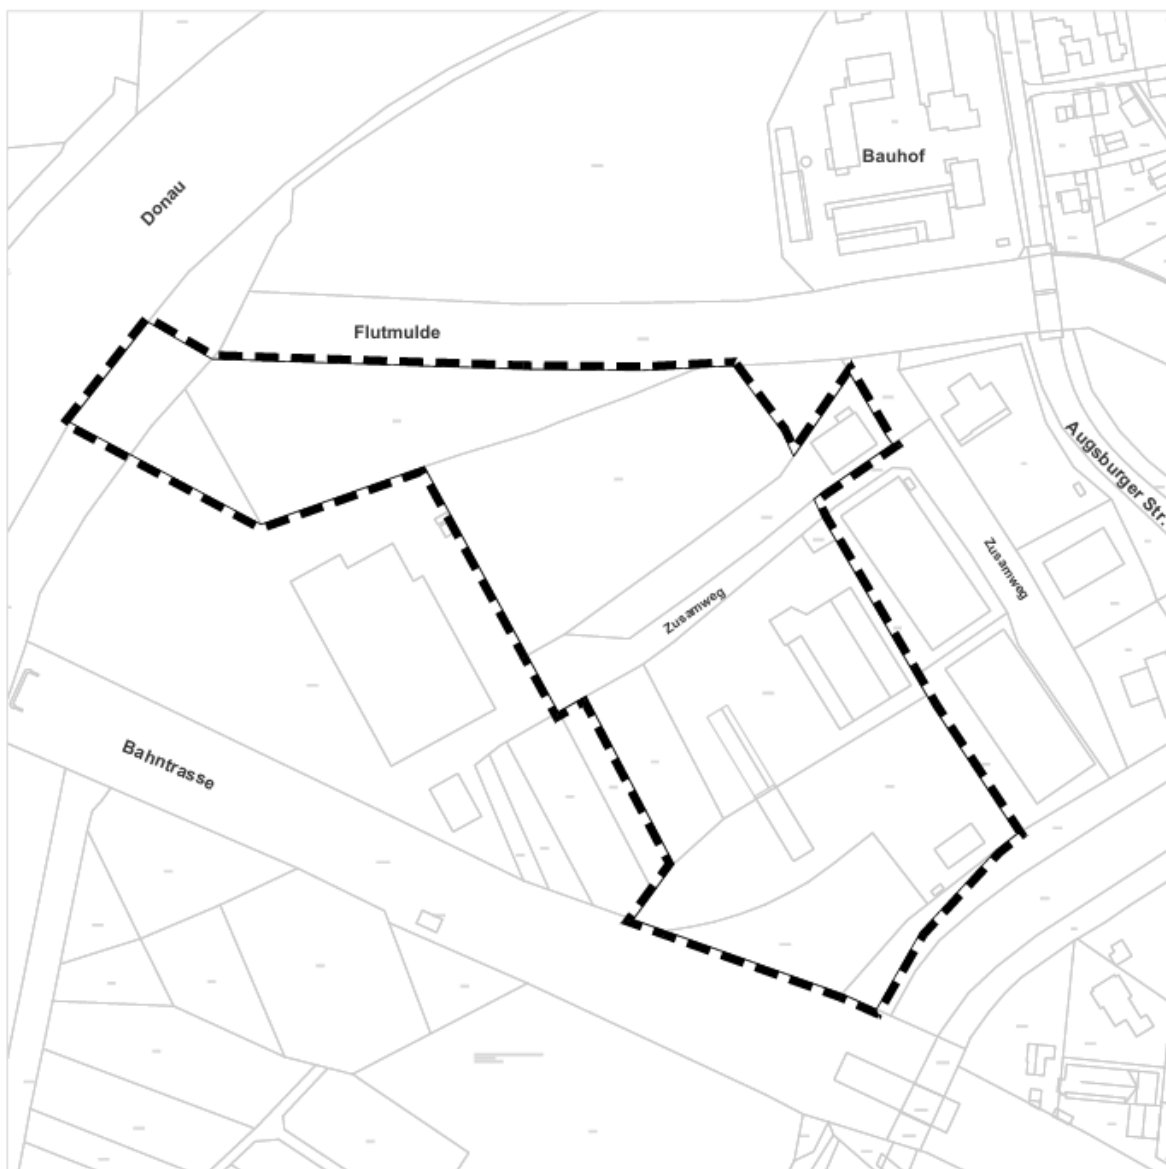 Bauhof
Donau
Flutmulde
Augsburger Str.
Zusamweg
Zusamweg
Bahntrasse